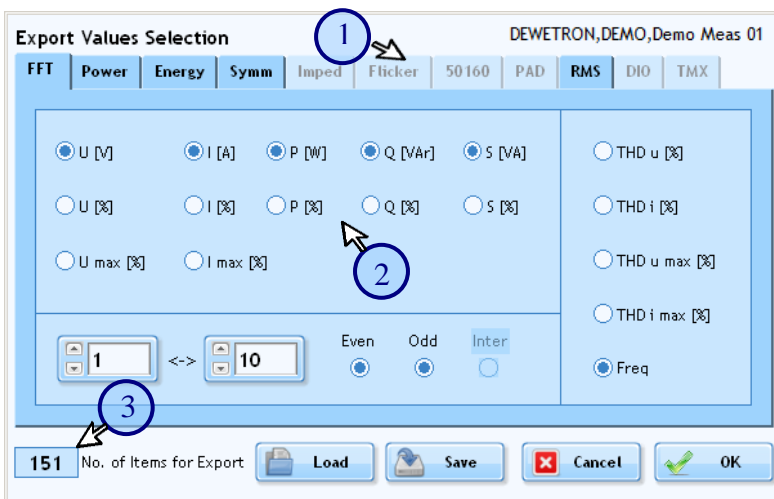 Export Values Selection
DEWETRON,DEMO,Demo Meas 01
1
FFT Power Energy Symm Imped Flicker 50160 PAD RMS DIO TMX
U [V] I [A] P [W] Q [VAr] S [VA] THD u [%]
U [%] I [%] P [%] Q [%] S [%] THD i [%]
2
U max [%] I max [%] THD u max [%]
THD i max [%]
Even Odd Inter
1 <-> 10 Freq
3
151 No. of Items for Export Load Save Cancel OK